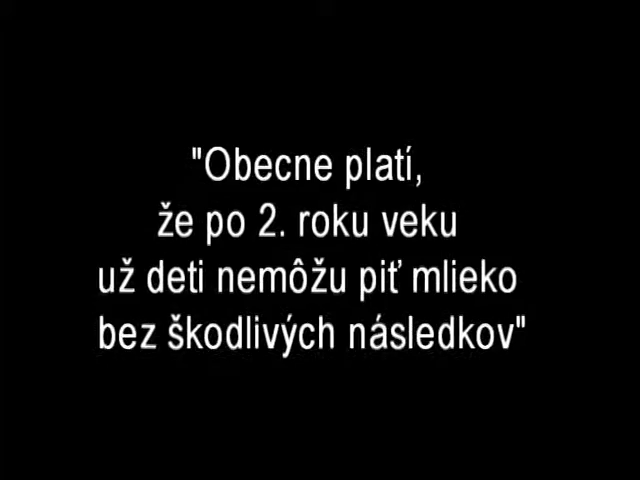 "Obecne platí,
že po 2. roku veku
už deti nemôžu piť mlieko
bez škodlivých následkov"